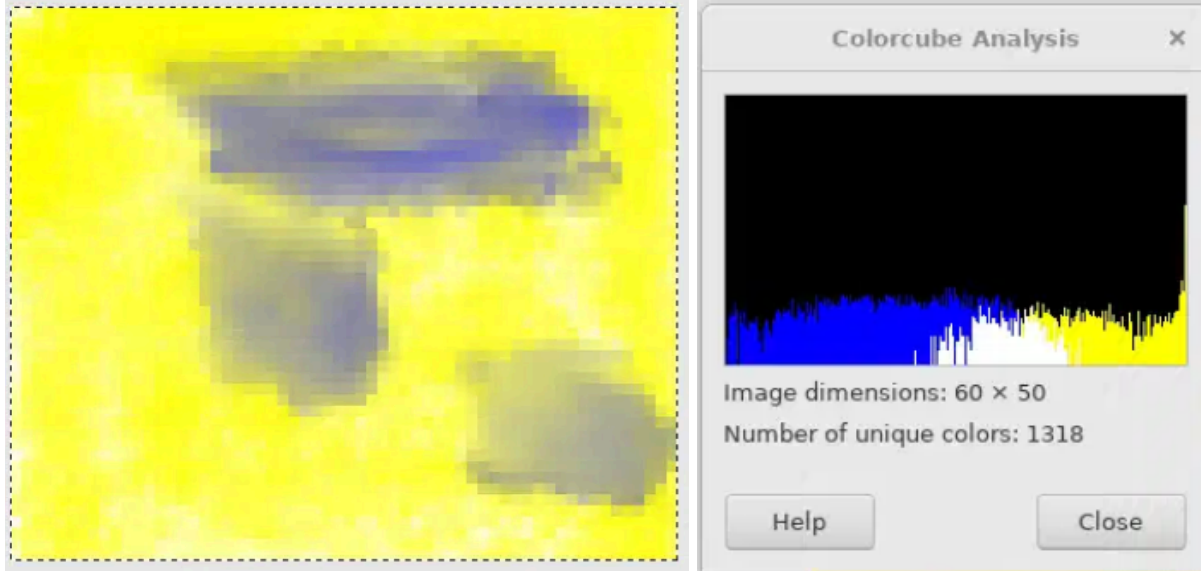 Colorcube Analysis
×
Image dimensions: 60 × 50
Number of unique colors: 1318
Help
Close